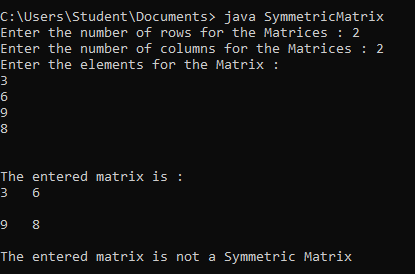 C:\Users\Student\Documents> java SymmetricMatrix
Enter the number of rows for the Matrices : 2
Enter the number of columns for the Matrices : 2
Enter the elements for the Matrix :
3
6
9
8
The entered matrix is :
3   6
9   8
The entered matrix is not a Symmetric Matrix